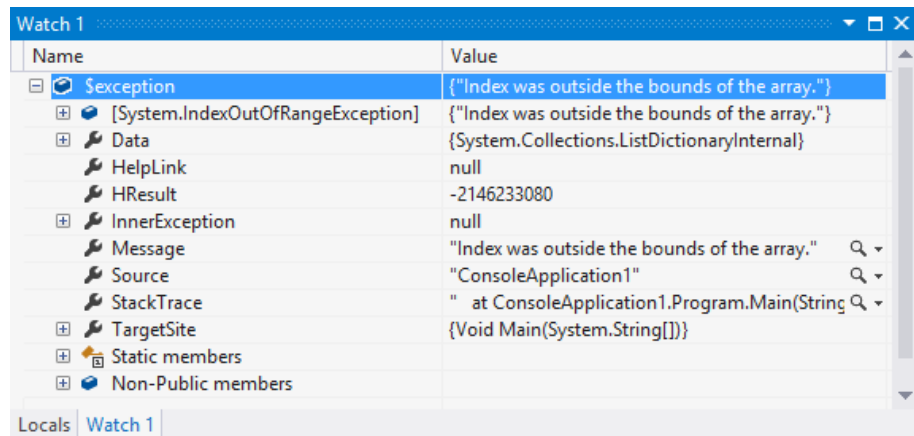 Watch 1
Name Value
$exception {"Index was outside the bounds of the array."}
[System.IndexOutOfRangeException] {"Index was outside the bounds of the array."}
Data {System.Collections.ListDictionaryInternal}
HelpLink null
HResult -2146233080
InnerException null
Message "Index was outside the bounds of the array."
Source "ConsoleApplication1"
StackTrace " at ConsoleApplication1.Program.Main(String
TargetSite {Void Main(System.String[])}
Static members
Non-Public members
Locals Watch 1